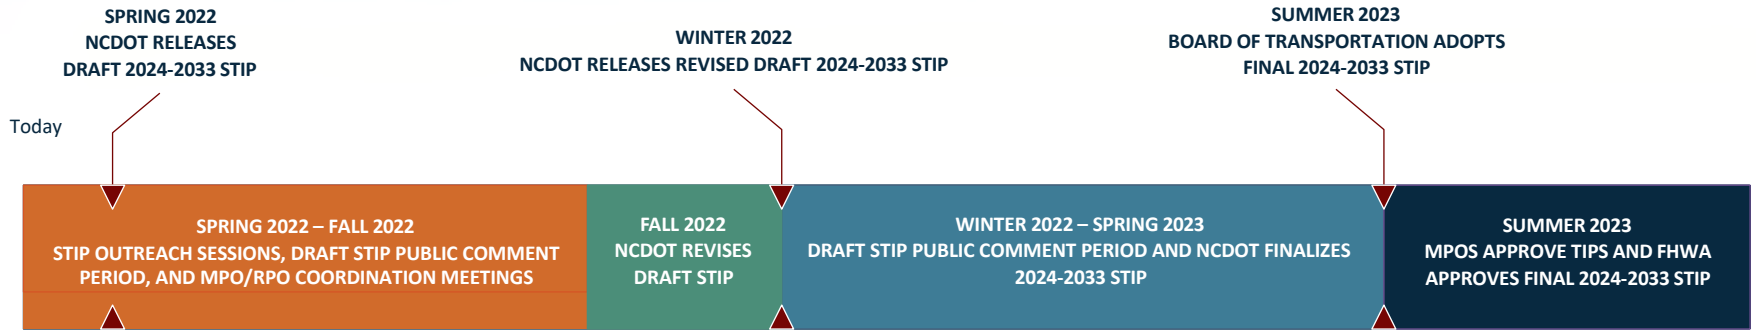 SPRING 2022
NCDOT RELEASES
DRAFT 2024-2033 STIP
WINTER 2022
NCDOT RELEASES REVISED DRAFT 2024-2033 STIP
SUMMER 2023
BOARD OF TRANSPORTATION ADOPTS
FINAL 2024-2033 STIP
Today
SPRING 2022 – FALL 2022
STIP OUTREACH SESSIONS, DRAFT STIP PUBLIC COMMENT
PERIOD, AND MPO/RPO COORDINATION MEETINGS
FALL 2022
NCDOT REVISES
DRAFT STIP
WINTER 2022 – SPRING 2023
DRAFT STIP PUBLIC COMMENT PERIOD AND NCDOT FINALIZES
2024-2033 STIP
SUMMER 2023
MPOS APPROVE TIPS AND FHWA
APPROVES FINAL 2024-2033 STIP